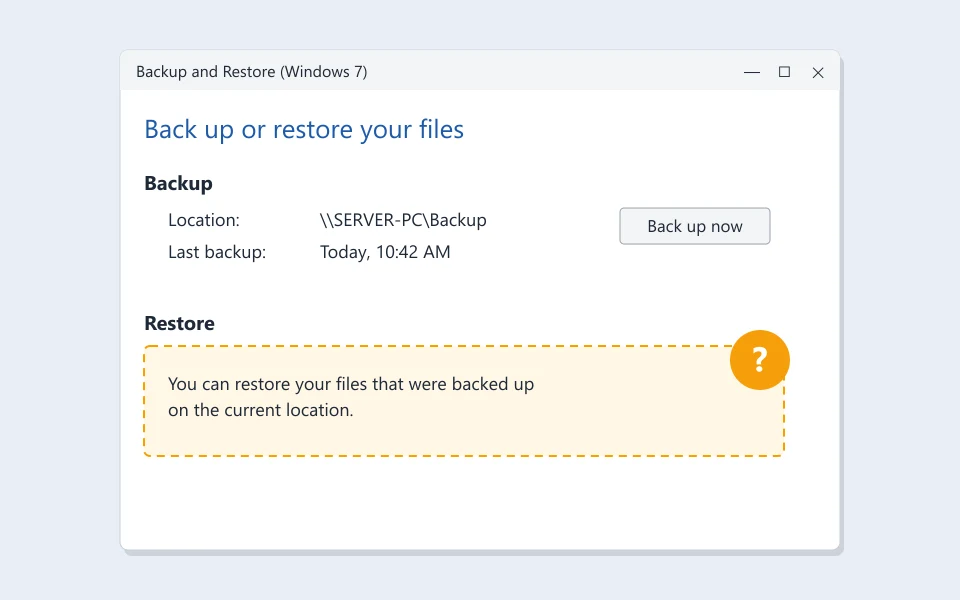 Backup and Restore (Windows 7)
Back up or restore your files
Backup
Location: \\SERVER-PC\Backup
Back up now
Last backup: Today, 10:42 AM
Restore
?
You can restore your files that were backed up
on the current location.